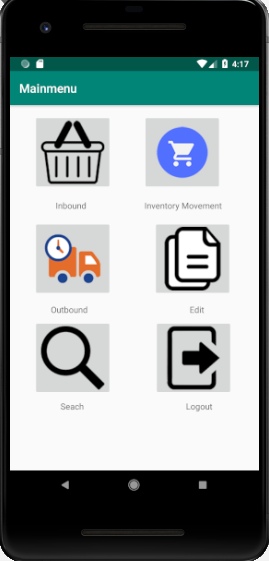 4:17
Mainmenu
Inbound
Inventory Movement
Outbound
Edit
Seach
Logout